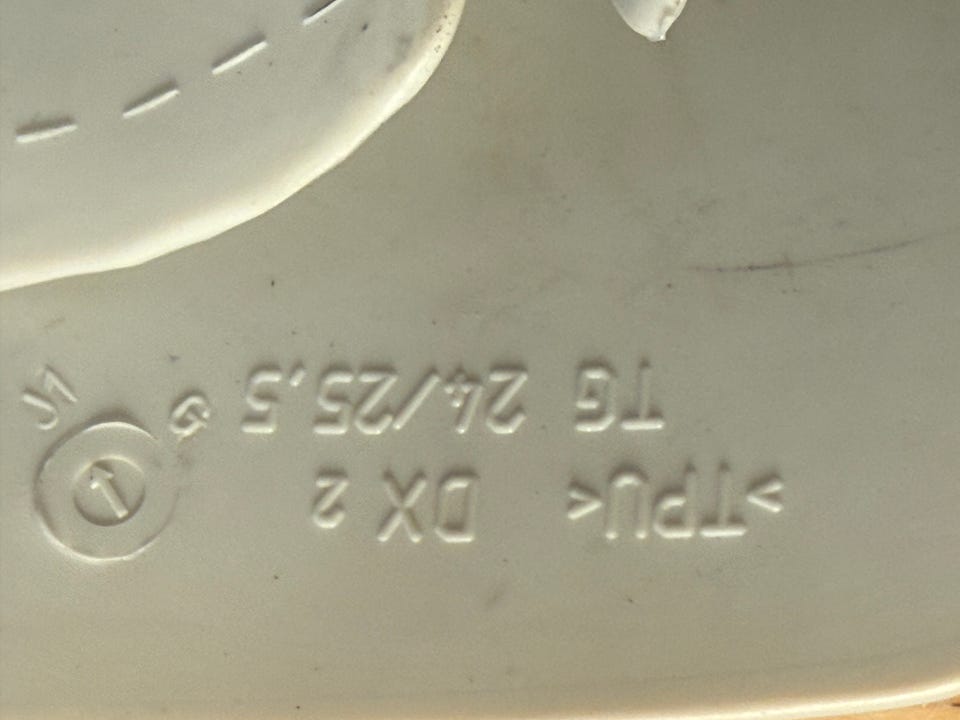 >TPU< DX 2
TG 24/25,5
G